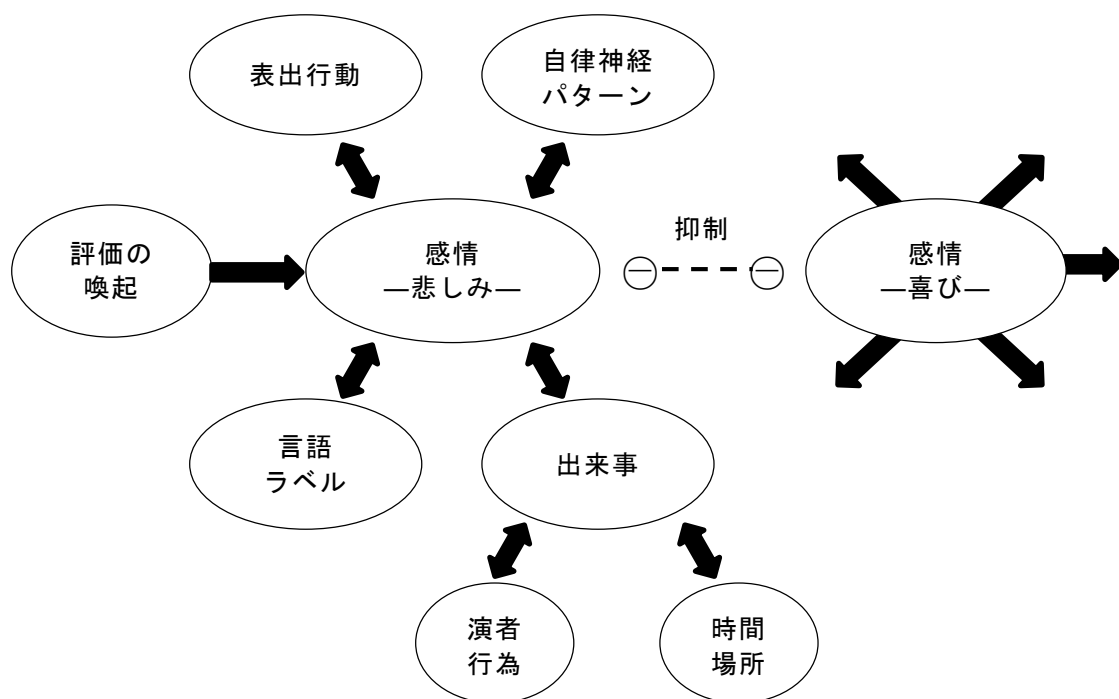 表出行動
自律神経
パターン
評価の
喚起
感情
―悲しみ―
抑制
感情
―喜び―
言語
ラベル
出来事
演者
行為
時間
場所